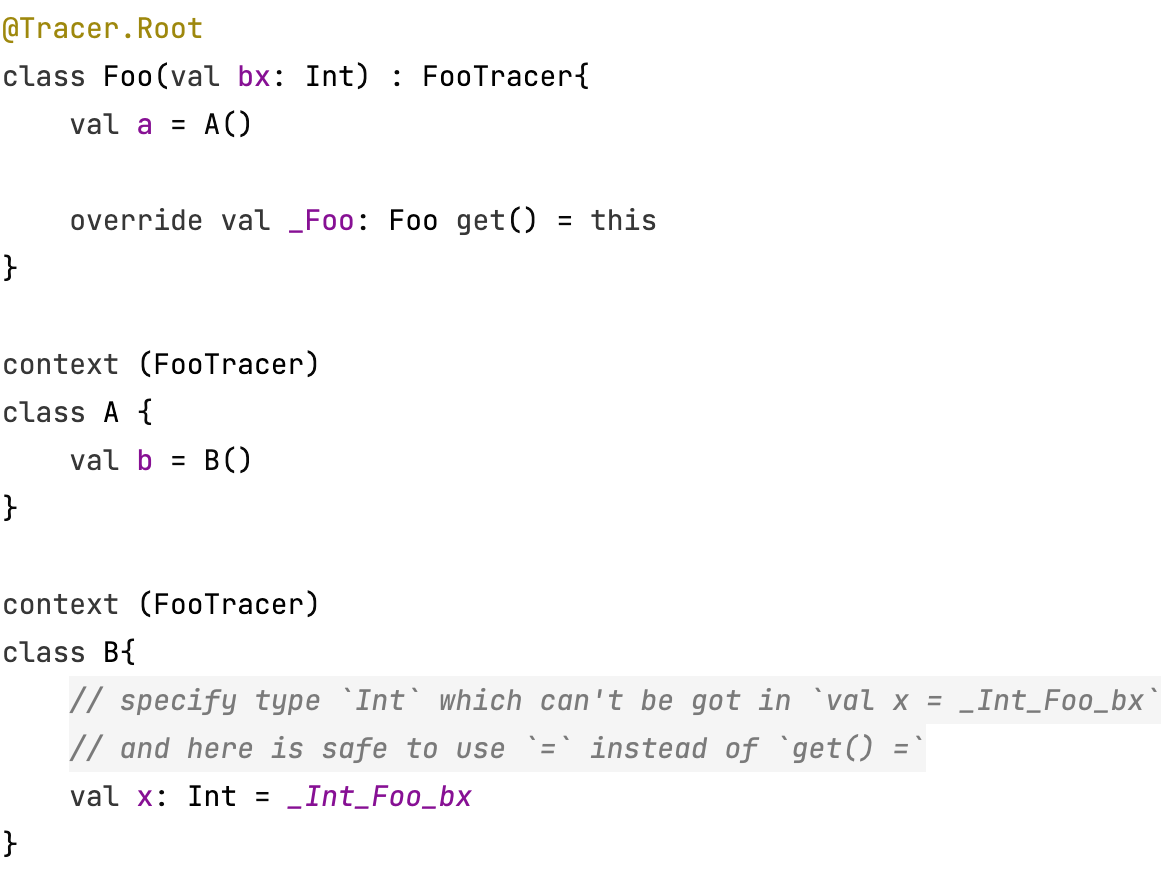 @Tracer.Root
class Foo(val bx: Int) : FooTracer{
    val a = A()

    override val _Foo: Foo get() = this
}

context (FooTracer)
class A {
    val b = B()
}

context (FooTracer)
class B{
    // specify type `Int` which can't be got in `val x = _Int_Foo_bx`
    // and here is safe to use `=` instead of `get() =`
    val x: Int = _Int_Foo_bx
}